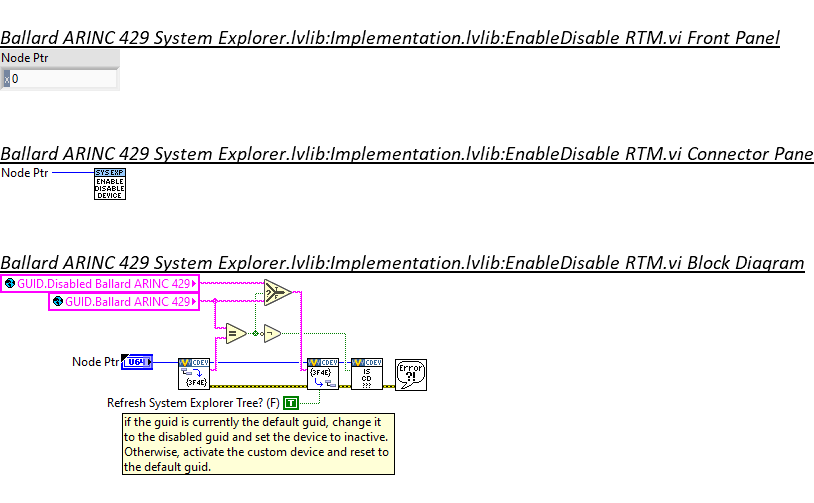 Ballard ARINC 429 System Explorer.lvlib:Implementation.lvlib:EnableDisable RTM.vi Front Panel
Node Ptr
x 0
Ballard ARINC 429 System Explorer.lvlib:Implementation.lvlib:EnableDisable RTM.vi Connector Pane
Node Ptr
SYS EXP
ENABLE
DISABLE
DEVICE
Ballard ARINC 429 System Explorer.lvlib:Implementation.lvlib:EnableDisable RTM.vi Block Diagram
GUID.Disabled Ballard ARINC 429
GUID.Ballard ARINC 429
? T F
=
Node Ptr U64
CDEV
{3F4E}
CDEV
{3F4E}
CDEV
IS
CD
???
Error
?!
Refresh System Explorer Tree? (F) T
if the guid is currently the default guid, change it
to the disabled guid and set the device to inactive.
Otherwise, activate the custom device and reset to
the default guid.